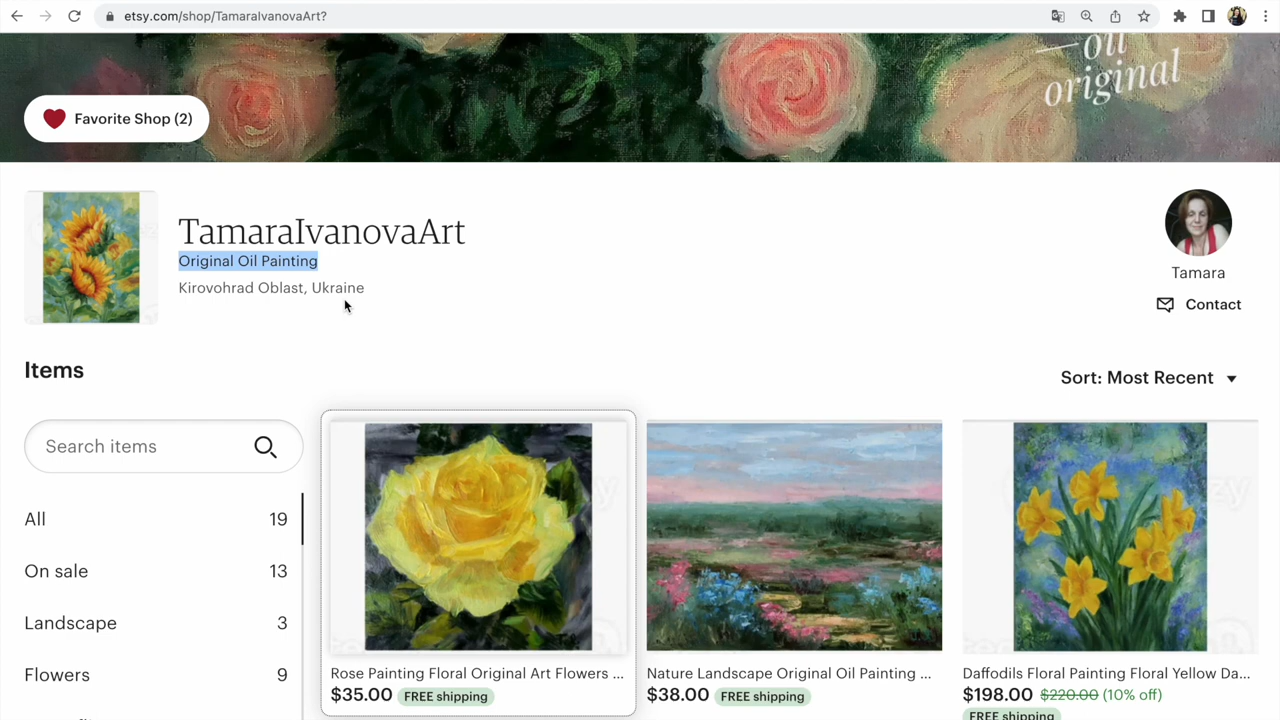 etsy.com/shop/TamaraIvanovaArt?
oil
original
Favorite Shop (2)
TamaraIvanovaArt
Original Oil Painting
Kirovohrad Oblast, Ukraine
Tamara
Contact
Items
Sort: Most Recent
Search items
All 19
On sale 13
Landscape 3
Flowers 9
Rose Painting Floral Original Art Flowers ...
$35.00 FREE shipping
Nature Landscape Original Oil Painting ...
$38.00 FREE shipping
Daffodils Floral Painting Floral Yellow Da...
$198.00 $220.00 (10% off)
FREE shipping